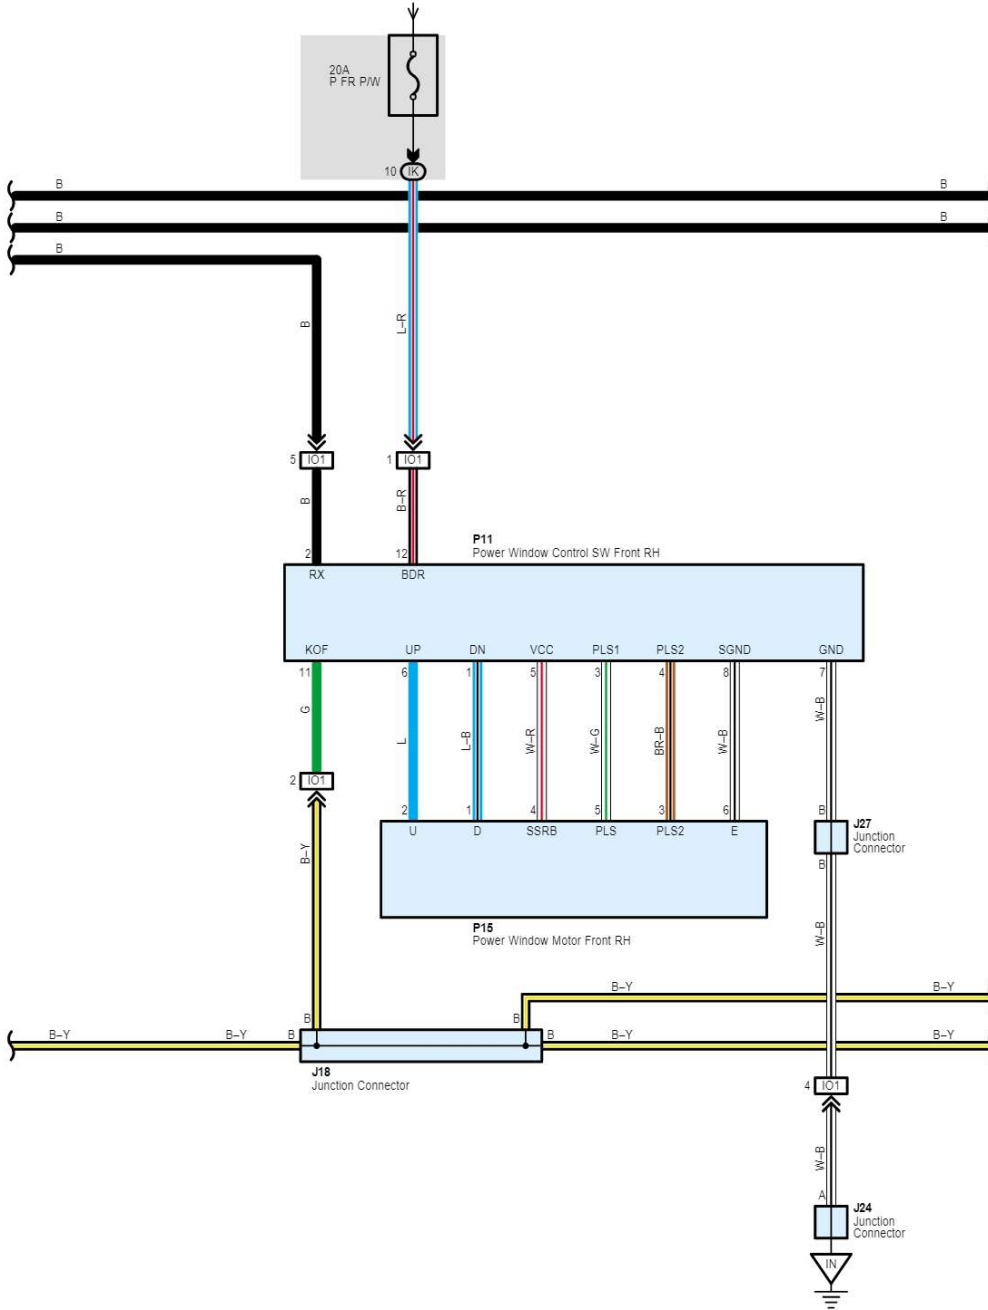 20A
P FR P/W
10 IK
B B
B B
B
B L–R
5 IO1 1 IO1
B B–R
P11
Power Window Control SW Front RH
2 12
RX BDR
KOF UP DN VCC PLS1 PLS2 SGND GND
11 6 1 5 3 4 8 7
G L L–B W–R W–G BR–B W–B W–B
2 IO1
2 1 4 5 3 6 B
U D SSRB PLS PLS2 E
J27
Junction
Connector
B–Y
B
P15
Power Window Motor Front RH
W–B
B–Y B–Y
B B
B–Y B–Y B B B–Y B–Y
J18
Junction Connector
4 IO1
W–B
A
J24
Junction
Connector
IN